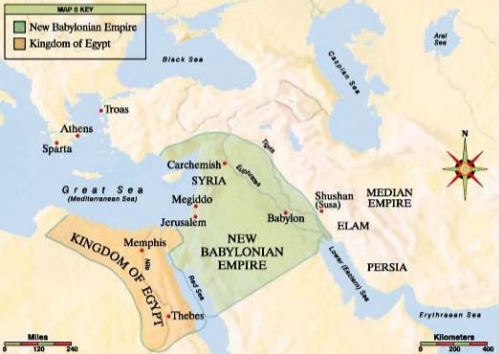 MAP 6 KEY
New Babylonian Empire
Kingdom of Egypt
Black Sea
Caspian Sea
Aral
Sea
Troas
Athens
Sparta
Great Sea
(Mediterranean Sea)
Carchemish
SYRIA
Tigris
Euphrates
Megiddo
Jerusalem
Babylon
Shushan
(Susa)
MEDIAN
EMPIRE
ELAM
NEW
BABYLONIAN
EMPIRE
PERSIA
KINGDOM OF EGYPT
Memphis
Nile
Red Sea
Thebes
Lower (Eastern) Sea
Erythraean Sea
N
Miles
0 120 240
Kilometers
0 200 400